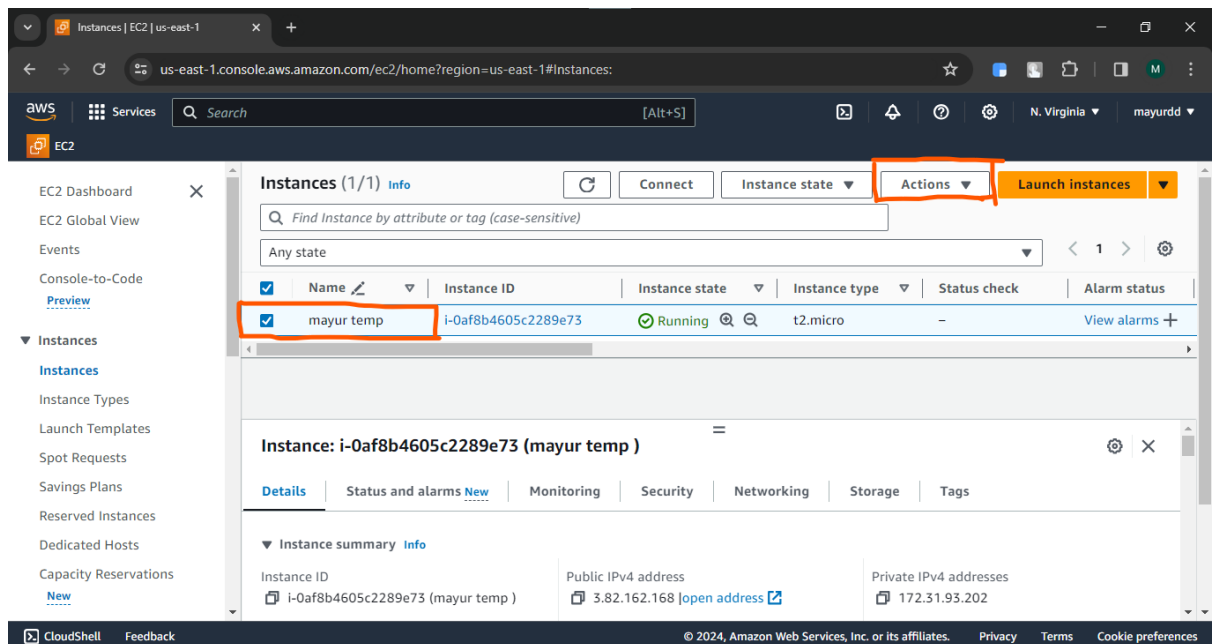 Instances | EC2 | us-east-1
us-east-1.console.aws.amazon.com/ec2/home?region=us-east-1#Instances:
M
aws Services Search [Alt+S] N. Virginia mayurdd
EC2
EC2 Dashboard
EC2 Global View
Events
Console-to-Code
Preview
Instances
Instances
Instance Types
Launch Templates
Spot Requests
Savings Plans
Reserved Instances
Dedicated Hosts
Capacity Reservations
New
Instances (1/1) Info Connect Instance state Actions Launch instances
Find Instance by attribute or tag (case-sensitive)
Any state 1
Name Instance ID Instance state Instance type Status check Alarm status
mayur temp i-0af8b4605c2289e73 Running t2.micro – View alarms +
Instance: i-0af8b4605c2289e73 (mayur temp )
Details Status and alarms New Monitoring Security Networking Storage Tags
Instance summary Info
Instance ID Public IPv4 address Private IPv4 addresses
i-0af8b4605c2289e73 (mayur temp ) 3.82.162.168 |open address 172.31.93.202
CloudShell Feedback © 2024, Amazon Web Services, Inc. or its affiliates. Privacy Terms Cookie preferences